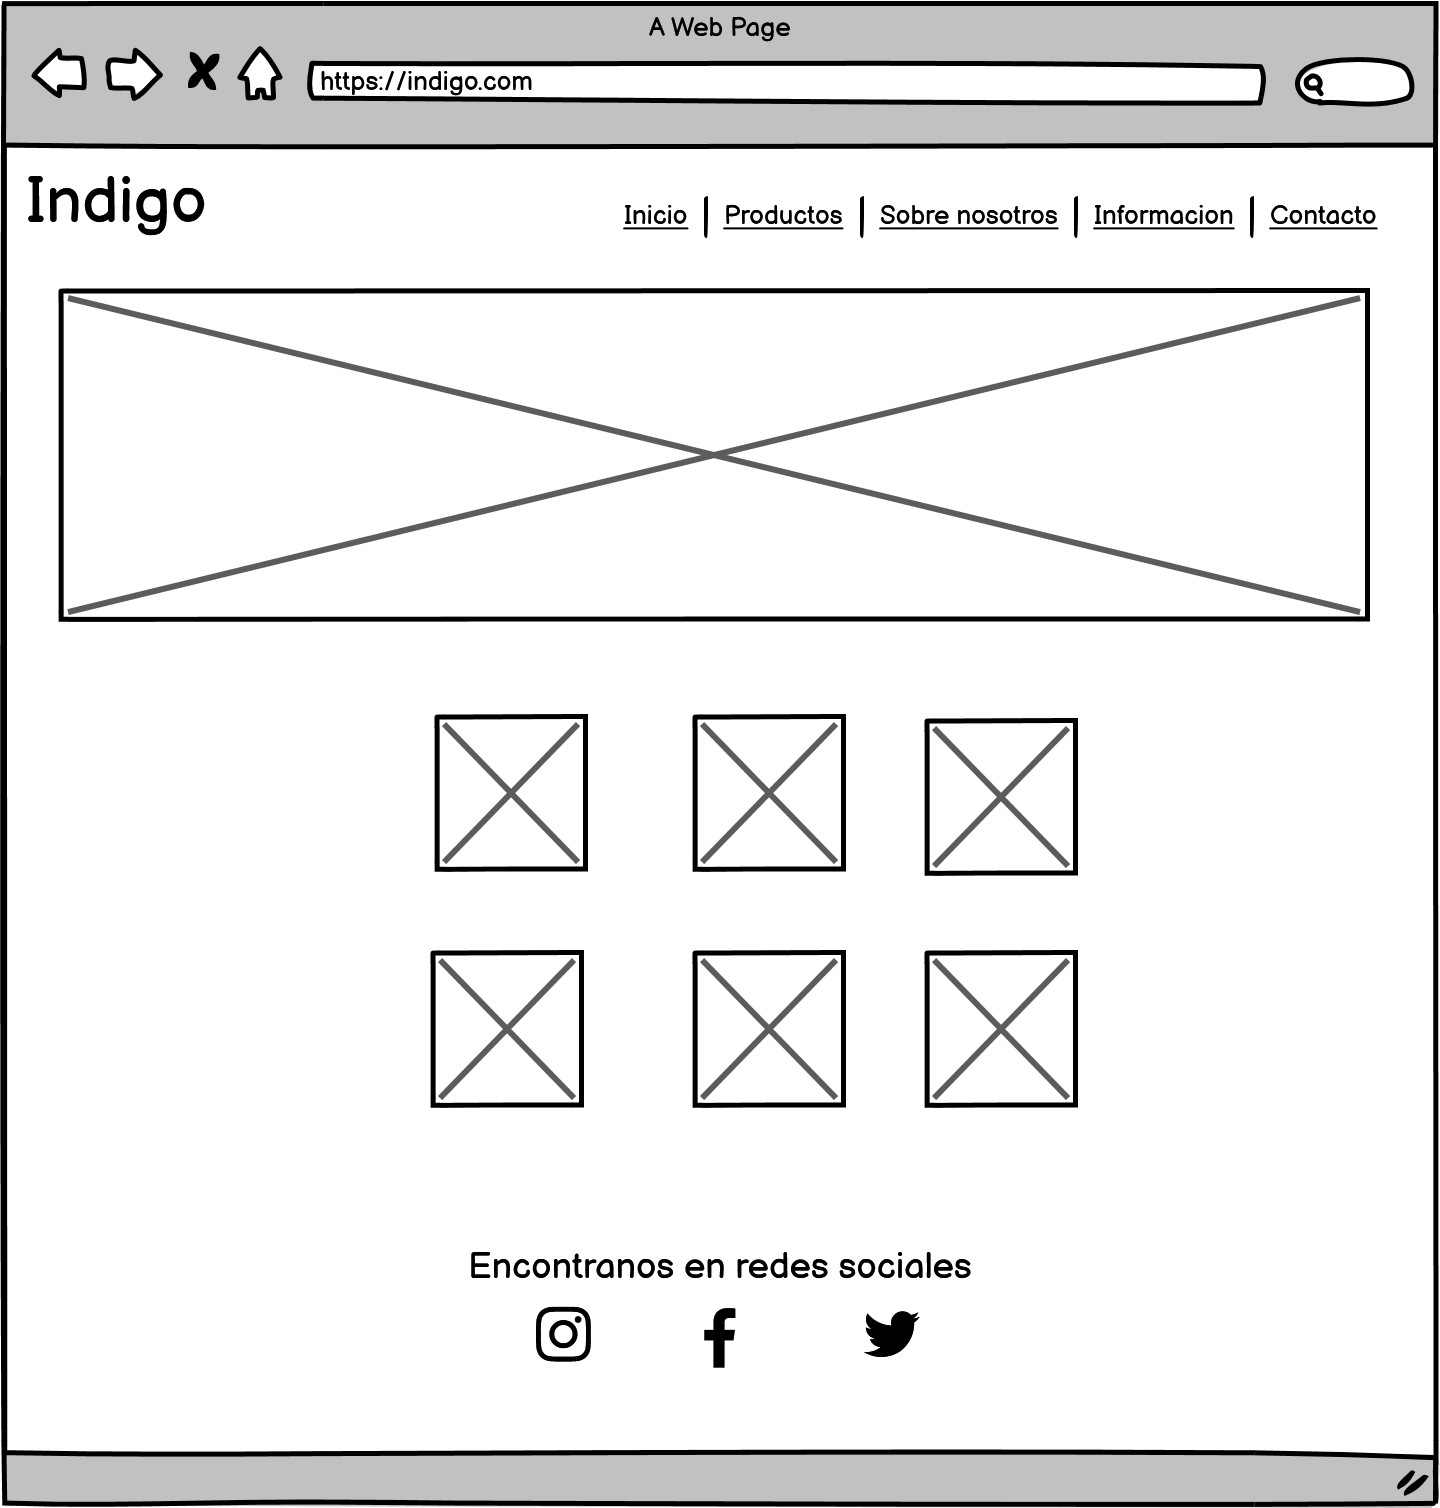 A Web Page
https://indigo.com
Indigo
Inicio | Productos | Sobre nosotros | Informacion | Contacto
Encontranos en redes sociales